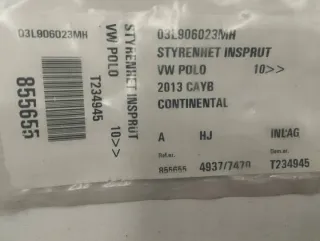 03L906023MH
STYRENHET INSPRUT
VW POLO 10>>
855655
T234945
03L906023MH
STYRENHET INSPRUT
VW POLO 10>>
2013 CAYB
CONTINENTAL
A HJ INLAG
855655 4937/7479 T234945